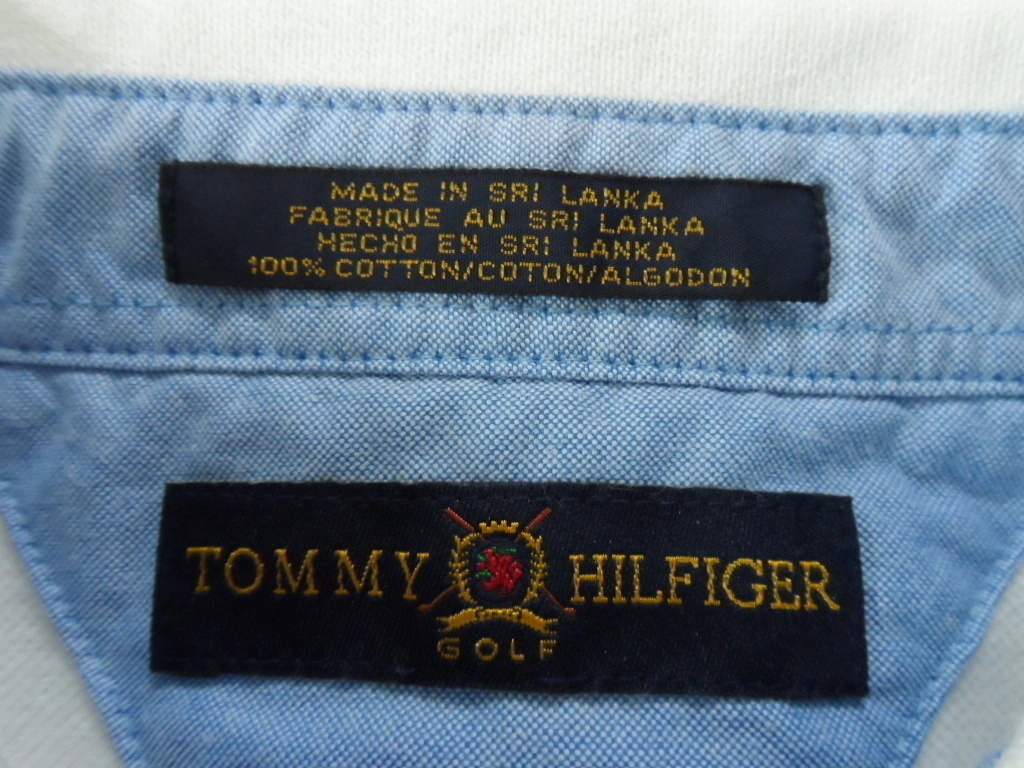 MADE IN SRI LANKA
FABRIQUE AU SRI LANKA
HECHO EN SRI LANKA
100% COTTON/COTON/ALGODON
TOMMY HILFIGER
GOLF